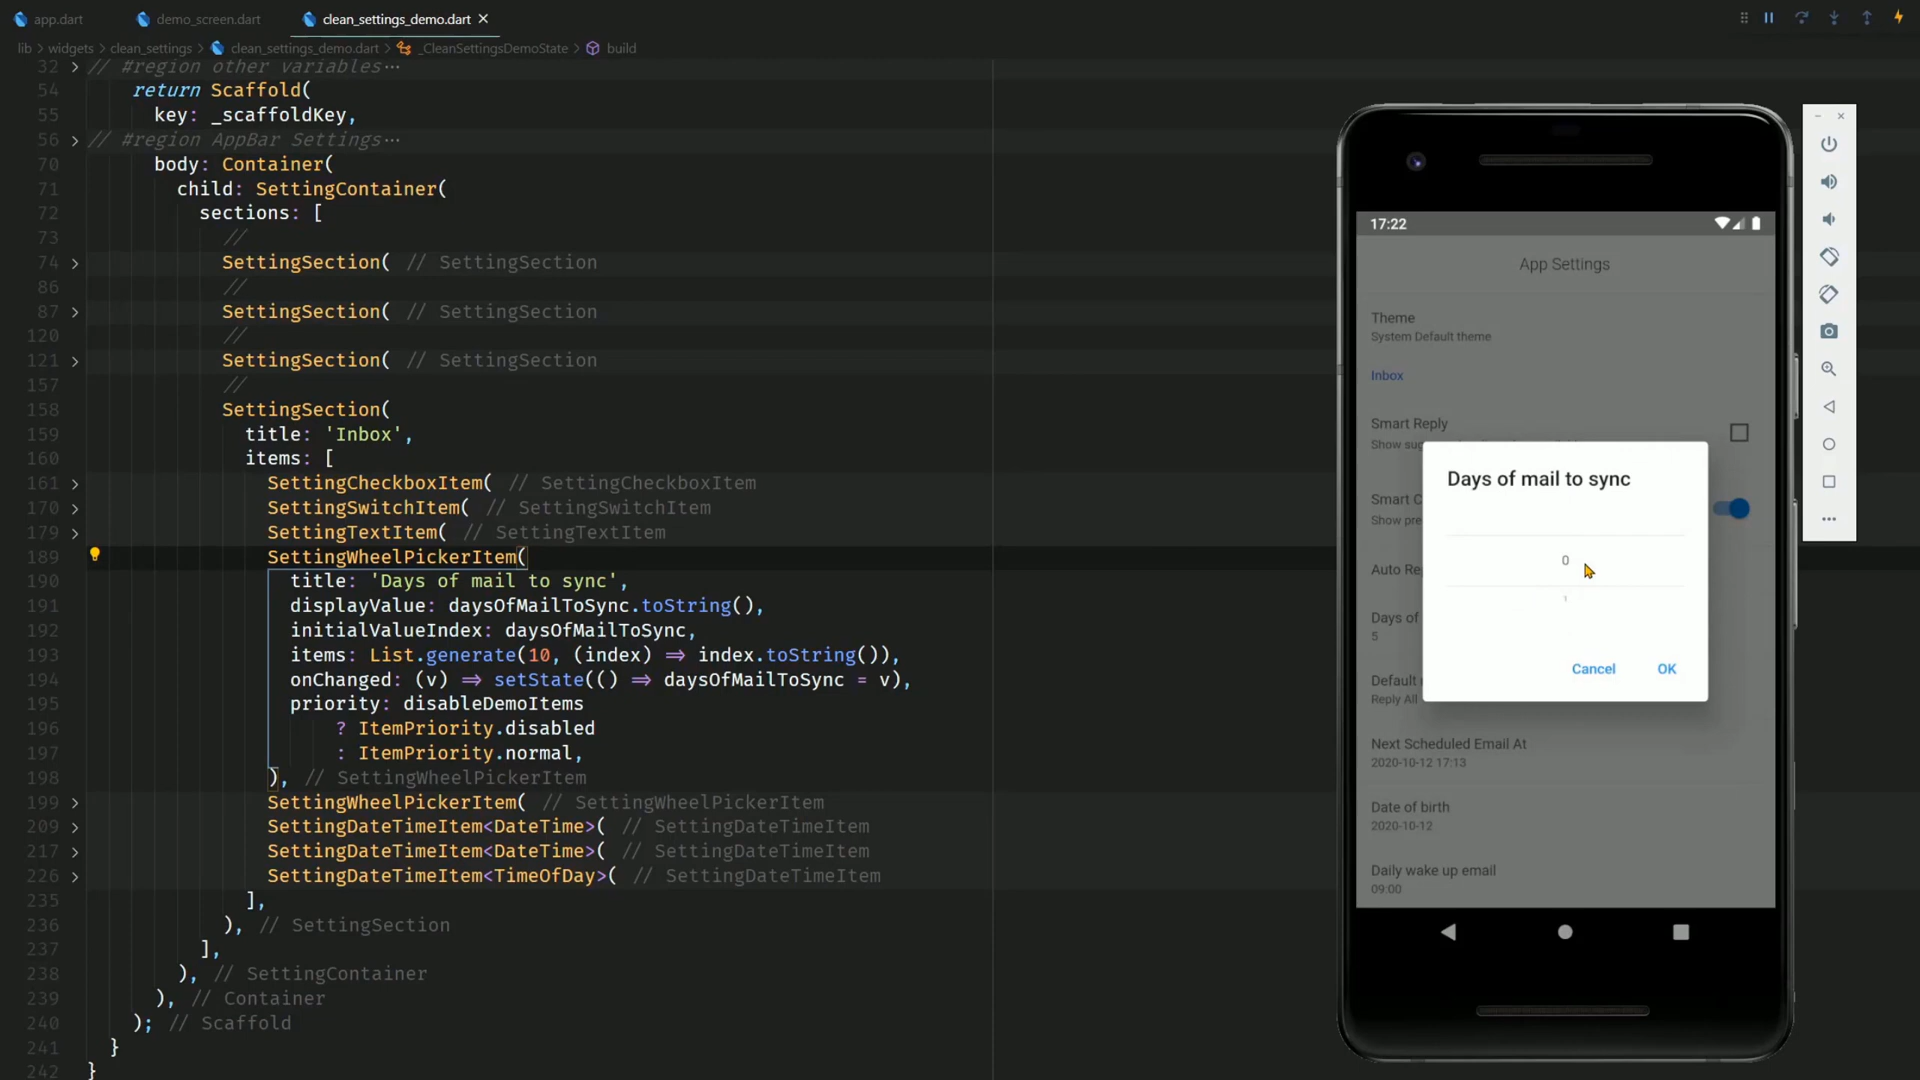 app.dart
demo_screen.dart
clean_settings_demo.dart
lib > widgets > clean_settings > clean_settings_demo.dart > _CleanSettingsDemoState > build
32 // #region other variables…
54 return Scaffold(
55 key: _scaffoldKey,
56 // #region AppBar Settings…
70 body: Container(
71 child: SettingContainer(
72 sections: [
73 //
74 SettingSection( // SettingSection
86 //
87 SettingSection( // SettingSection
120 //
121 SettingSection( // SettingSection
157 //
158 SettingSection(
159 title: 'Inbox',
160 items: [
161 SettingCheckboxItem( // SettingCheckboxItem
170 SettingSwitchItem( // SettingSwitchItem
179 SettingTextItem( // SettingTextItem
189 SettingWheelPickerItem(
190 title: 'Days of mail to sync',
191 displayValue: daysOfMailToSync.toString(),
192 initialValueIndex: daysOfMailToSync,
193 items: List.generate(10, (index) => index.toString()),
194 onChanged: (v) => setState(() => daysOfMailToSync = v),
195 priority: disableDemoItems
196 ? ItemPriority.disabled
197 : ItemPriority.normal,
198 ), // SettingWheelPickerItem
199 SettingWheelPickerItem( // SettingWheelPickerItem
209 SettingDateTimeItem<DateTime>( // SettingDateTimeItem
217 SettingDateTimeItem<DateTime>( // SettingDateTimeItem
226 SettingDateTimeItem<TimeOfDay>( // SettingDateTimeItem
235 ],
236 ), // SettingSection
237 ],
238 ), // SettingContainer
239 ), // Container
240 ); // Scaffold
241 }
242 }
17:22
App Settings
Theme
System Default theme
Inbox
Smart Reply
Smart
Days of mail to sync
0
1
Cancel
OK
Auto
Days of
5
Default
Reply All
Next Scheduled Email At
2020-10-12 17:13
Date of birth
2020-10-12
Daily wake up email
09:00